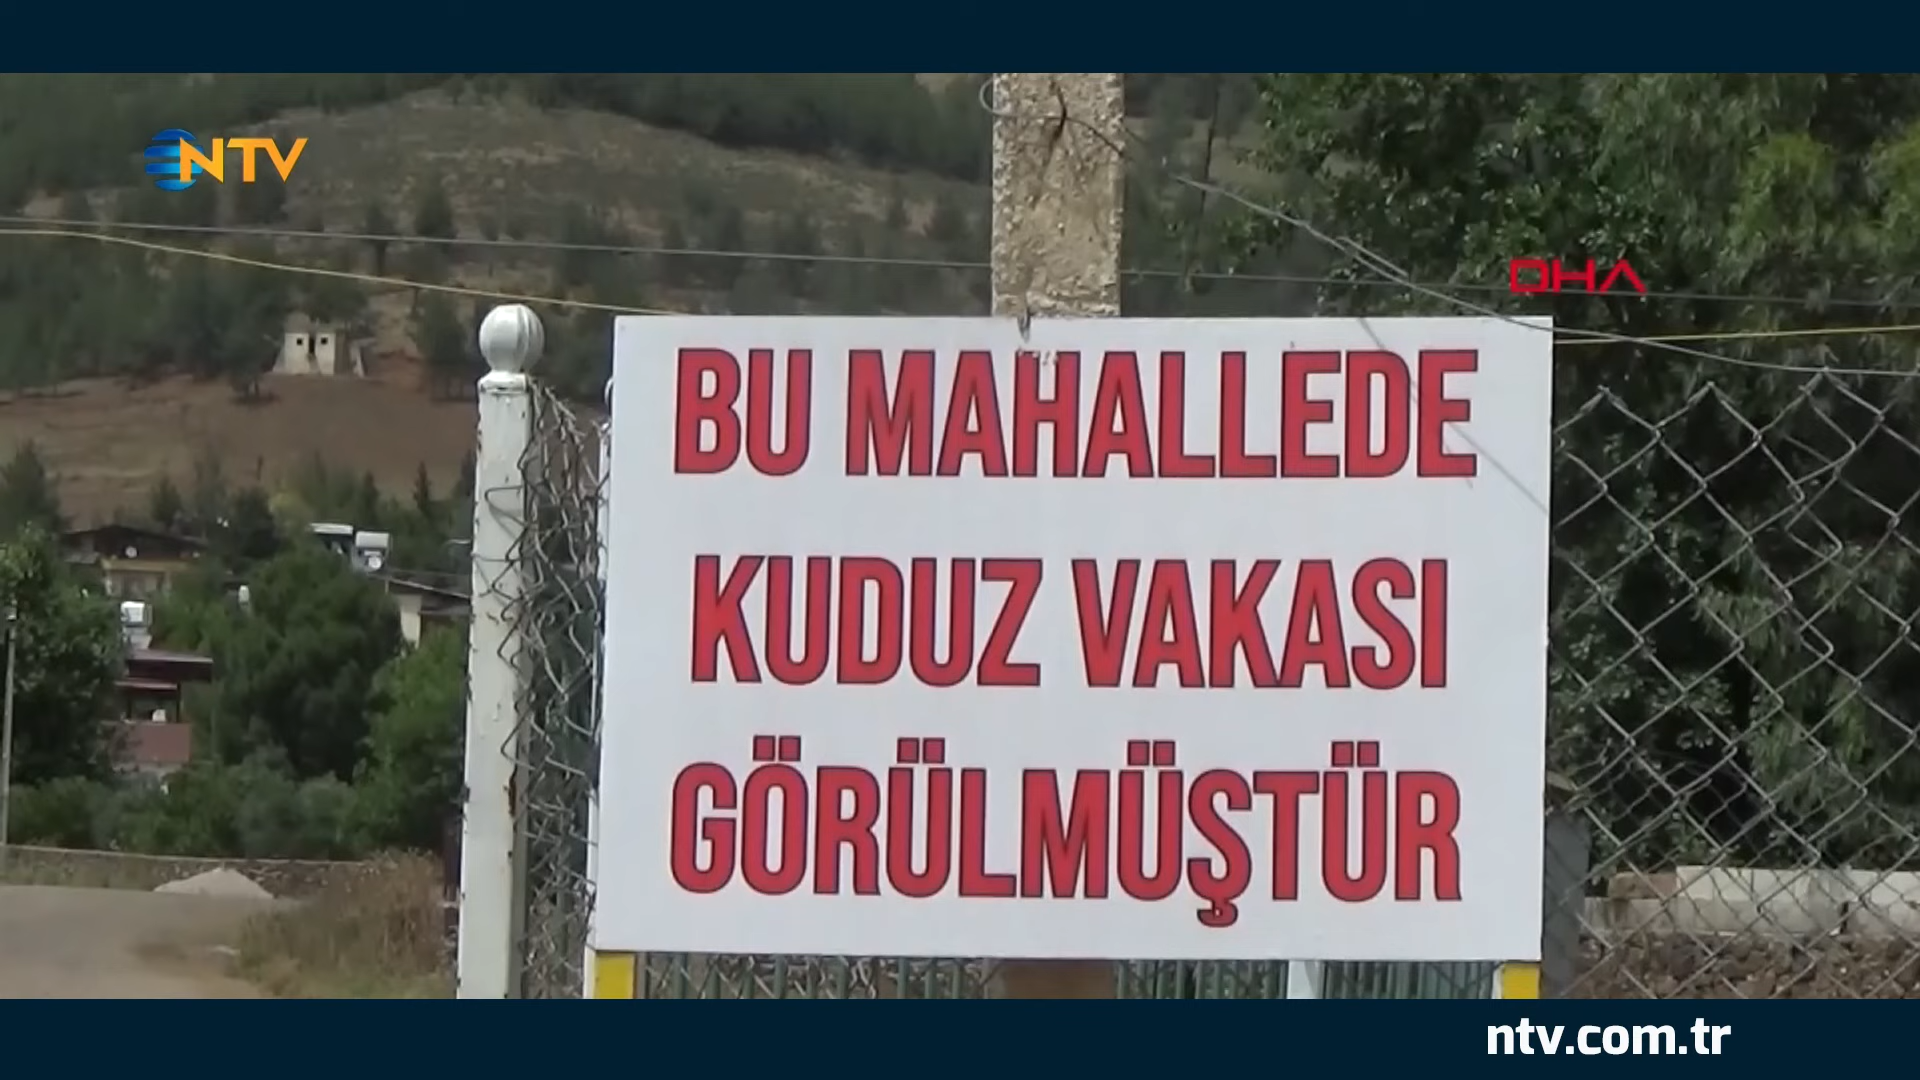 NTV
DHA
BU MAHALLEDE
KUDUZ VAKASI
GÖRÜLMÜŞTÜR
ntv.com.tr